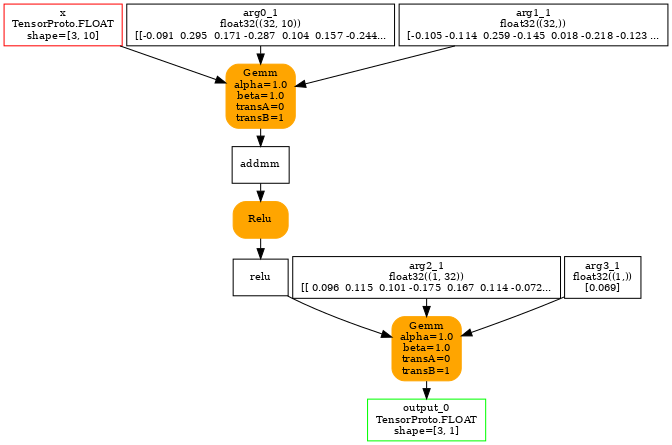 x
TensorProto.FLOAT
shape=[3, 10]
arg0_1
float32((32, 10))
[[-0.091 0.295 0.171 -0.287 0.104 0.157 -0.244...
arg1_1
float32((32,))
[-0.105 -0.114 0.259 -0.145 0.018 -0.218 -0.123 ...
Gemm
alpha=1.0
beta=1.0
transA=0
transB=1
addmm
Relu
relu
arg2_1
float32((1, 32))
[[ 0.096 0.115 0.101 -0.175 0.167 0.114 -0.072...
arg3_1
float32((1,))
[0.069]
Gemm
alpha=1.0
beta=1.0
transA=0
transB=1
output_0
TensorProto.FLOAT
shape=[3, 1]